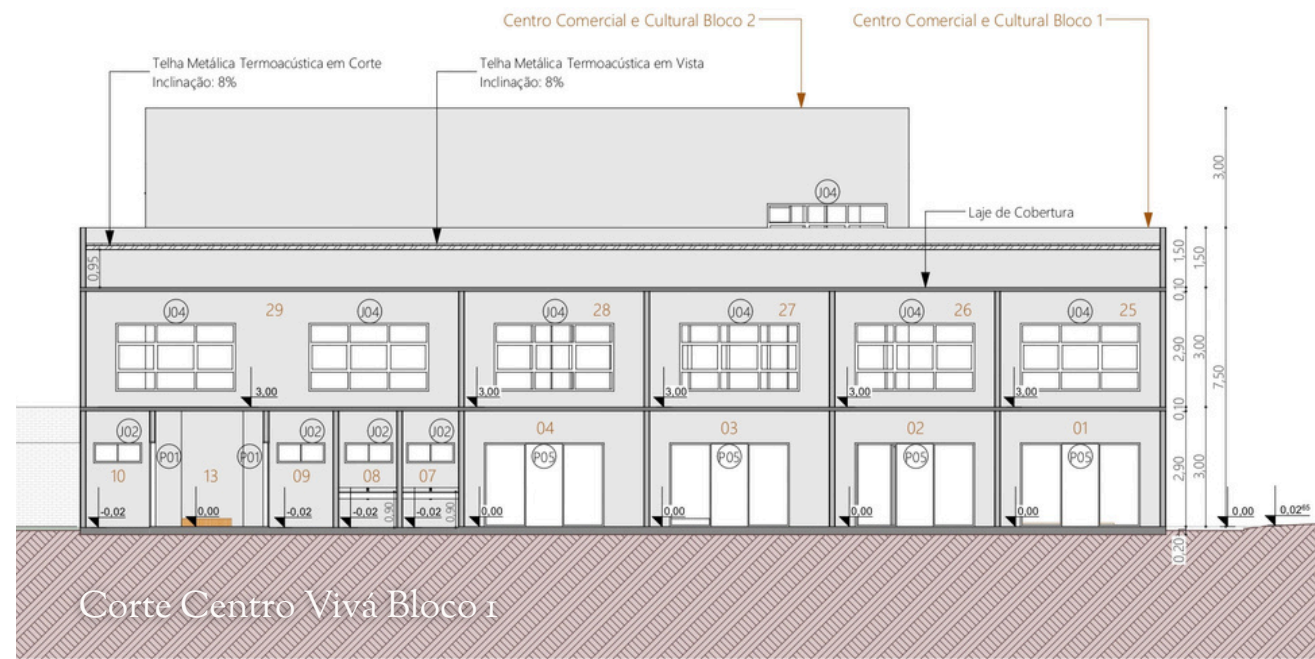 Centro Comercial e Cultural Bloco 2
Centro Comercial e Cultural Bloco 1
Telha Metálica Termoacústica em Corte
Inclinação: 8%
Telha Metálica Termoacústica em Vista
Inclinação: 8%
3,00
J04
Laje de Cobertura
0,95
1,50
1,50
0,10
J04
29
J04
J04
28
J04
27
J04
26
J04
25
2,90
3,00
7,50
3,00
3,00
3,00
3,00
3,00
0,10
J02
J02
J02
J02
04
03
02
01
P01
P01
P05
P05
P05
P05
10
13
09
08
07
2,90
3,00
-0,02
0,00
-0,02
-0,02
0,90
-0,02
0,90
0,00
0,00
0,00
0,00
0,00
0,02⁶⁵
0,20
Corte Centro Vivá Bloco 1